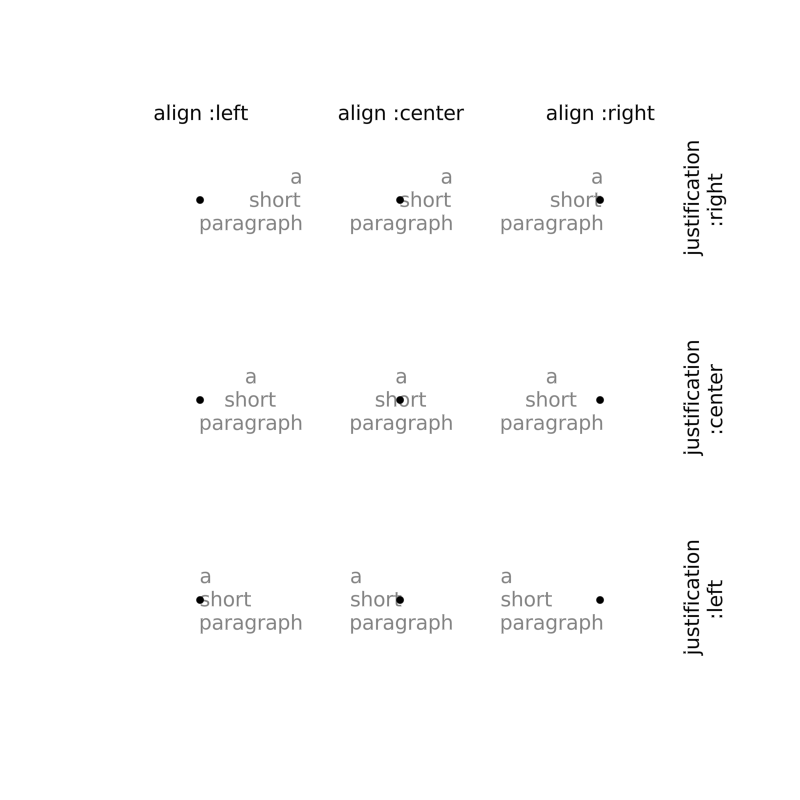 align :left align :center align :right
a a a
short short short
paragraph paragraph paragraph
justification
:right
a a a
short short short
paragraph paragraph paragraph
justification
:center
a a a
short short short
paragraph paragraph paragraph
justification
:left